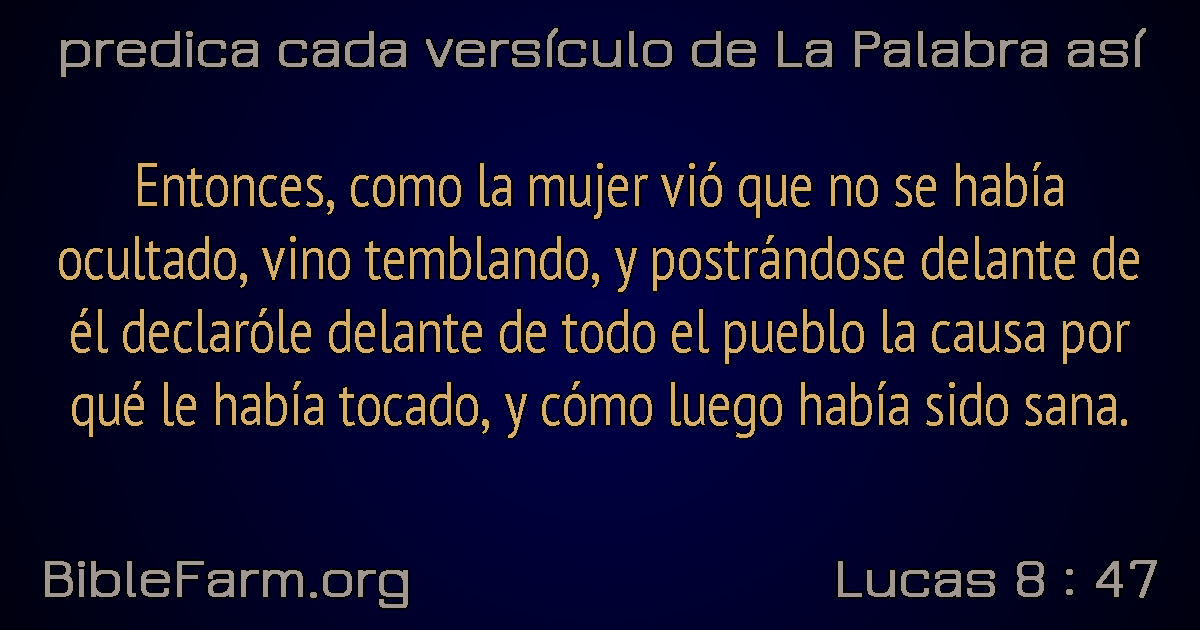 predica cada versículo de La Palabra así
Entonces, como la mujer vió que no se había
ocultado, vino temblando, y postrándose delante de
él declaróle delante de todo el pueblo la causa por
qué le había tocado, y cómo luego había sido sana.
BibleFarm.org
Lucas 8 : 47